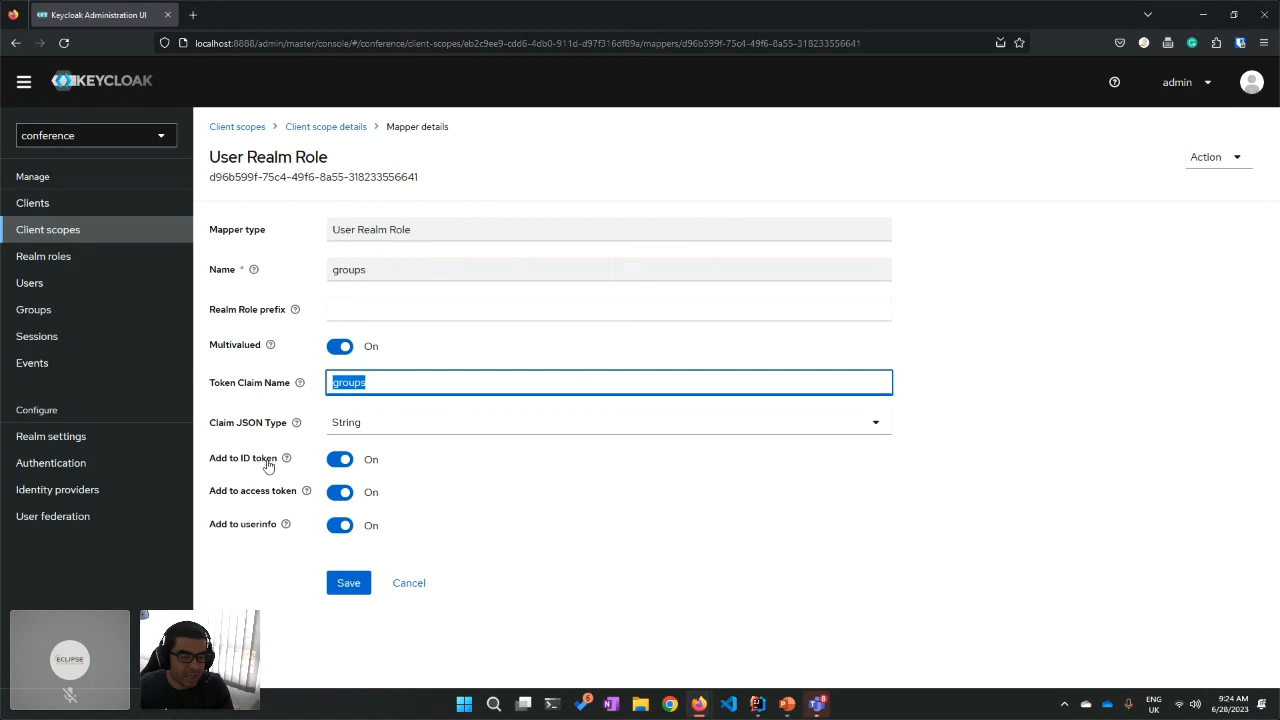 Keycloak Administration UI
localhost:8888/admin/master/console/#/conference/client-scopes/eb2c9ee9-cdd6-4db0-911d-d97f316df89a/mappers/d96b599f-75c4-49f6-8a55-318233556641
KEYCLOAK
admin
conference
Manage
Clients
Client scopes
Realm roles
Users
Groups
Sessions
Events
Configure
Realm settings
Authentication
Identity providers
User federation
Client scopes > Client scope details > Mapper details
User Realm Role
d96b599f-75c4-49f6-8a55-318233556641
Action
Mapper type User Realm Role
Name * groups
Realm Role prefix
Multivalued On
Token Claim Name groups
Claim JSON Type String
Add to ID token On
Add to access token On
Add to userinfo On
Save Cancel
ECLIPSE
6
8
ENG
UK
9:24 AM
6/28/2023